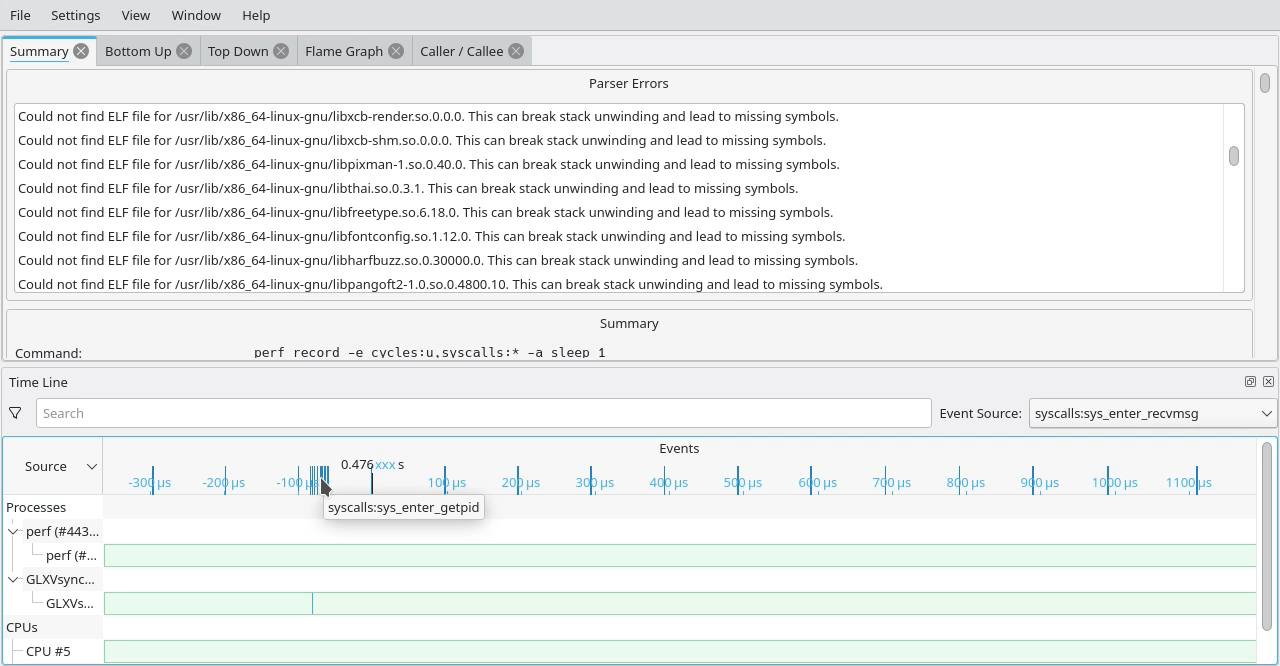 File Settings View Window Help
Summary Bottom Up Top Down Flame Graph Caller / Callee
Parser Errors
Could not find ELF file for /usr/lib/x86_64-linux-gnu/libxcb-render.so.0.0.0. This can break stack unwinding and lead to missing symbols.
Could not find ELF file for /usr/lib/x86_64-linux-gnu/libxcb-shm.so.0.0.0. This can break stack unwinding and lead to missing symbols.
Could not find ELF file for /usr/lib/x86_64-linux-gnu/libpixman-1.so.0.40.0. This can break stack unwinding and lead to missing symbols.
Could not find ELF file for /usr/lib/x86_64-linux-gnu/libthai.so.0.3.1. This can break stack unwinding and lead to missing symbols.
Could not find ELF file for /usr/lib/x86_64-linux-gnu/libfreetype.so.6.18.0. This can break stack unwinding and lead to missing symbols.
Could not find ELF file for /usr/lib/x86_64-linux-gnu/libfontconfig.so.1.12.0. This can break stack unwinding and lead to missing symbols.
Could not find ELF file for /usr/lib/x86_64-linux-gnu/libharfbuzz.so.0.30000.0. This can break stack unwinding and lead to missing symbols.
Could not find ELF file for /usr/lib/x86_64-linux-gnu/libpangoft2-1.0.so.0.4800.10. This can break stack unwinding and lead to missing symbols.
Summary
Command: perf record -e cycles:u,syscalls:* -a sleep 1
Time Line
Search Event Source: syscalls:sys_enter_recvmsg
Source Events
0.476xxx s
-300 µs -200 µs -100 µs 100 µs 200 µs 300 µs 400 µs 500 µs 600 µs 700 µs 800 µs 900 µs 1000 µs 1100 µs
syscalls:sys_enter_getpid
Processes
perf (#443...
perf (#...
GLXVsync...
GLXVs...
CPUs
CPU #5